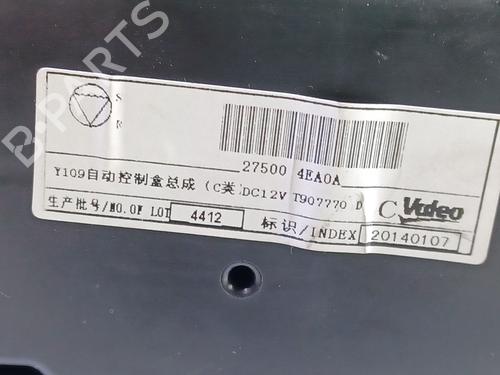 B-PARTS
S
R
27500 4EA0A
Y109自动控制盒总成 (C类)DC12V T907770 D C Valeo
生产批号/NO.OF LOT 4412 标识/INDEX 20140107